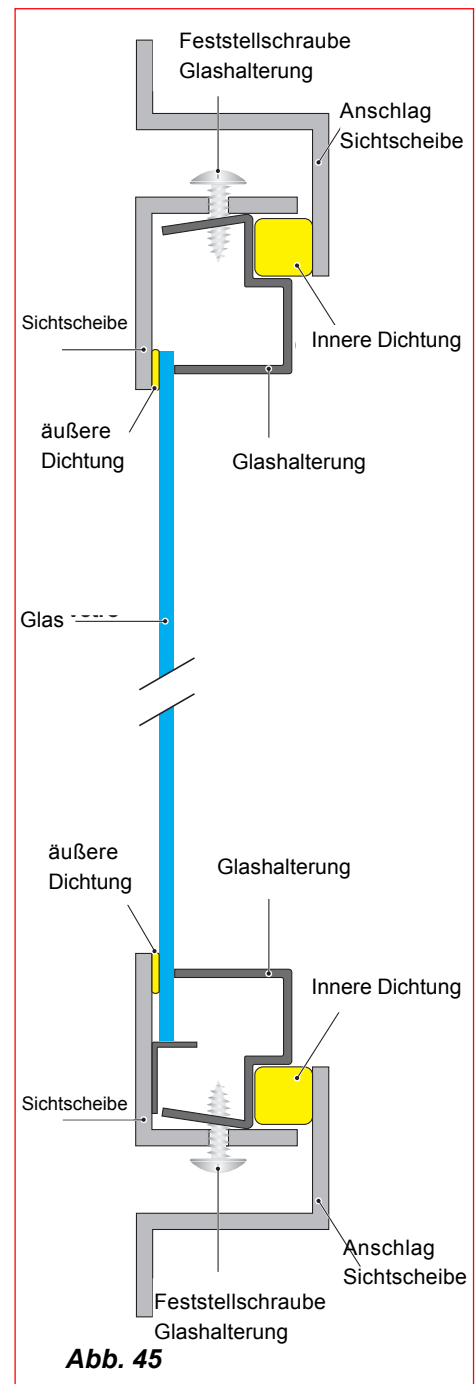 Feststellschraube
Glashalterung
Anschlag
Sichtscheibe
Sichtscheibe
Innere Dichtung
äußere
Dichtung
Glashalterung
Glas
äußere
Dichtung
Glashalterung
Innere Dichtung
Sichtscheibe
Anschlag
Sichtscheibe
Feststellschraube
Glashalterung
Abb. 45